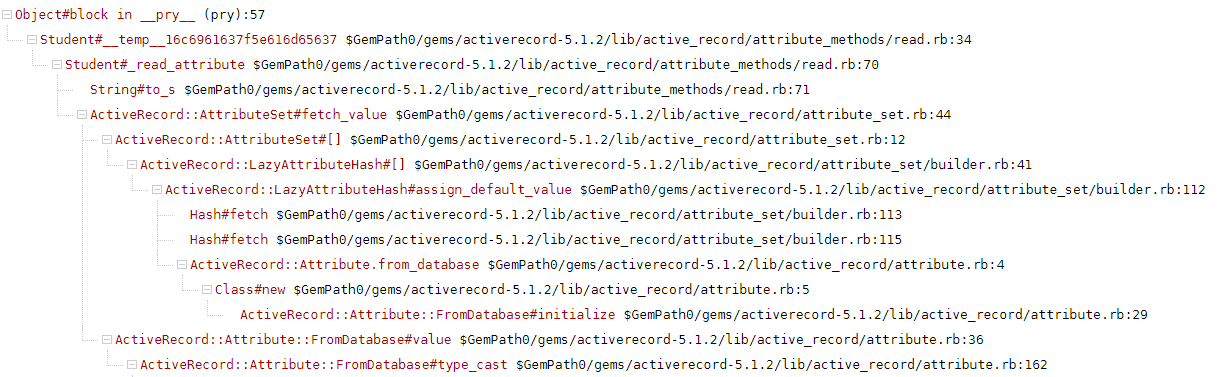 Object#block in __pry__ (pry):57
Student#__temp__16c6961637f5e616d65637 $GemPath0/gems/activerecord-5.1.2/lib/active_record/attribute_methods/read.rb:34
Student#_read_attribute $GemPath0/gems/activerecord-5.1.2/lib/active_record/attribute_methods/read.rb:70
String#to_s $GemPath0/gems/activerecord-5.1.2/lib/active_record/attribute_methods/read.rb:71
ActiveRecord::AttributeSet#fetch_value $GemPath0/gems/activerecord-5.1.2/lib/active_record/attribute_set.rb:44
ActiveRecord::AttributeSet#[] $GemPath0/gems/activerecord-5.1.2/lib/active_record/attribute_set.rb:12
ActiveRecord::LazyAttributeHash#[] $GemPath0/gems/activerecord-5.1.2/lib/active_record/attribute_set/builder.rb:41
ActiveRecord::LazyAttributeHash#assign_default_value $GemPath0/gems/activerecord-5.1.2/lib/active_record/attribute_set/builder.rb:112
Hash#fetch $GemPath0/gems/activerecord-5.1.2/lib/active_record/attribute_set/builder.rb:113
Hash#fetch $GemPath0/gems/activerecord-5.1.2/lib/active_record/attribute_set/builder.rb:115
ActiveRecord::Attribute.from_database $GemPath0/gems/activerecord-5.1.2/lib/active_record/attribute.rb:4
Class#new $GemPath0/gems/activerecord-5.1.2/lib/active_record/attribute.rb:5
ActiveRecord::Attribute::FromDatabase#initialize $GemPath0/gems/activerecord-5.1.2/lib/active_record/attribute.rb:29
ActiveRecord::Attribute::FromDatabase#value $GemPath0/gems/activerecord-5.1.2/lib/active_record/attribute.rb:36
ActiveRecord::Attribute::FromDatabase#type_cast $GemPath0/gems/activerecord-5.1.2/lib/active_record/attribute.rb:162